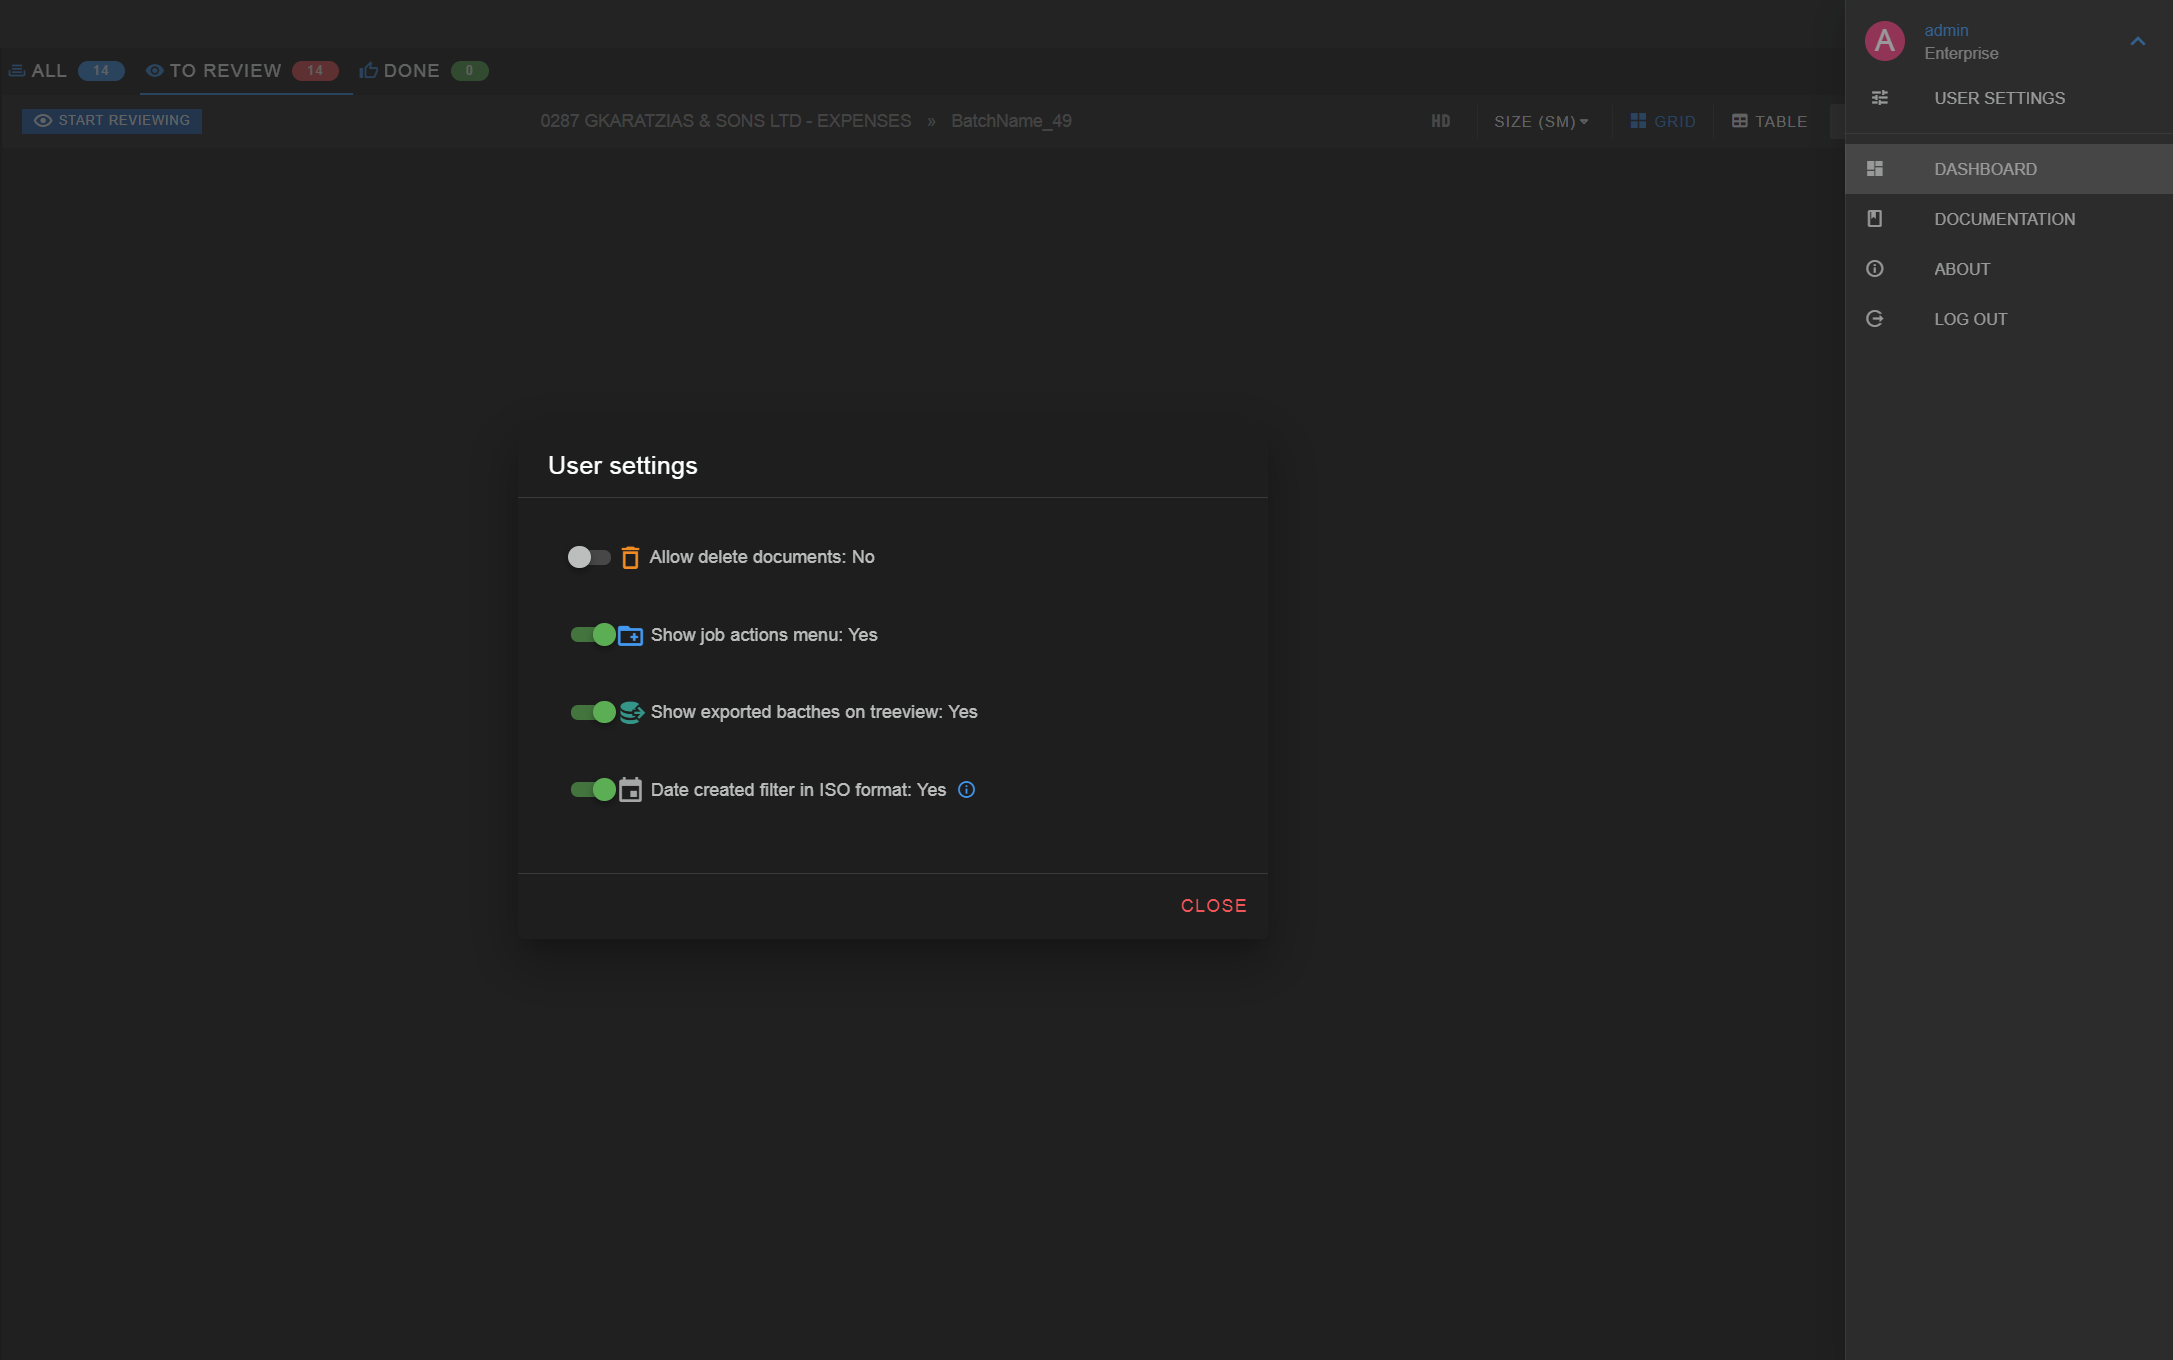 ALL 14 TO REVIEW 14 DONE 0
START REVIEWING
0287 GKARATZIAS & SONS LTD - EXPENSES » BatchName_49
HD SIZE (SM) GRID TABLE
A
admin
Enterprise
USER SETTINGS
DASHBOARD
DOCUMENTATION
ABOUT
LOG OUT
User settings
Allow delete documents: No
Show job actions menu: Yes
Show exported bacthes on treeview: Yes
Date created filter in ISO format: Yes
CLOSE